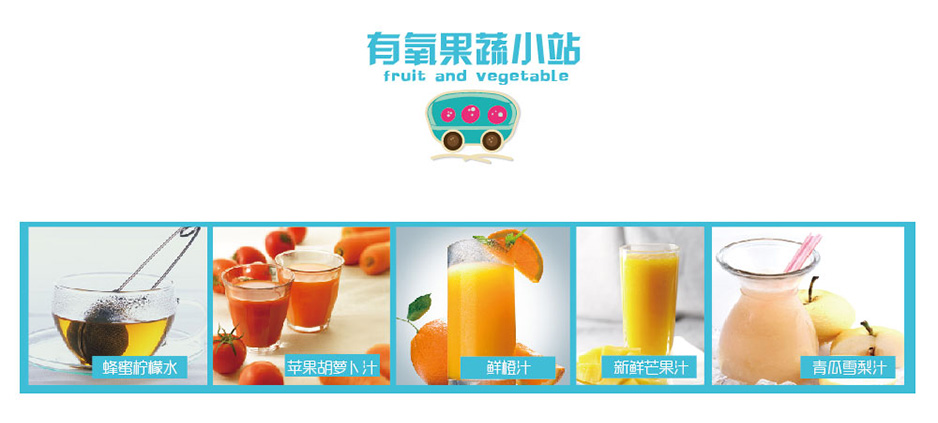 有氧果蔬小站
fruit and vegetable
蜂蜜柠檬水
苹果胡萝卜汁
鲜橙汁
新鲜芒果汁
青瓜雪梨汁